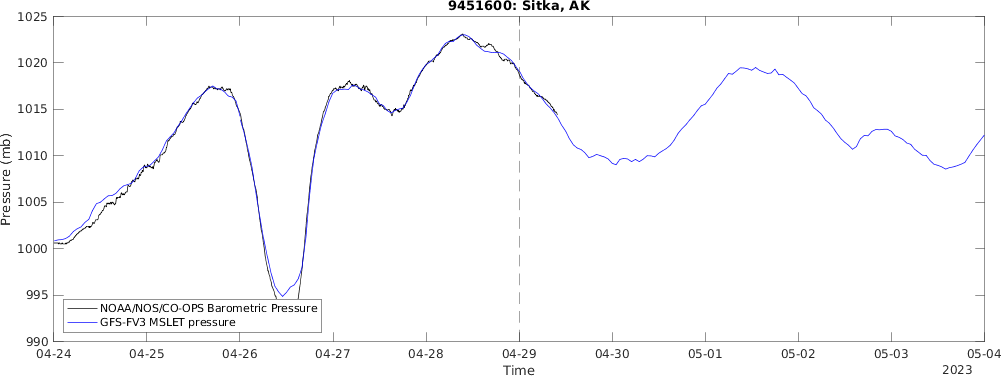 9451600: Sitka, AK
1025
1020
1015
1010
1005
1000
995
990
Pressure (mb)
NOAA/NOS/CO-OPS Barometric Pressure
GFS-FV3 MSLET pressure
04-24 04-25 04-26 04-27 04-28 04-29 04-30 05-01 05-02 05-03 05-04
Time
2023